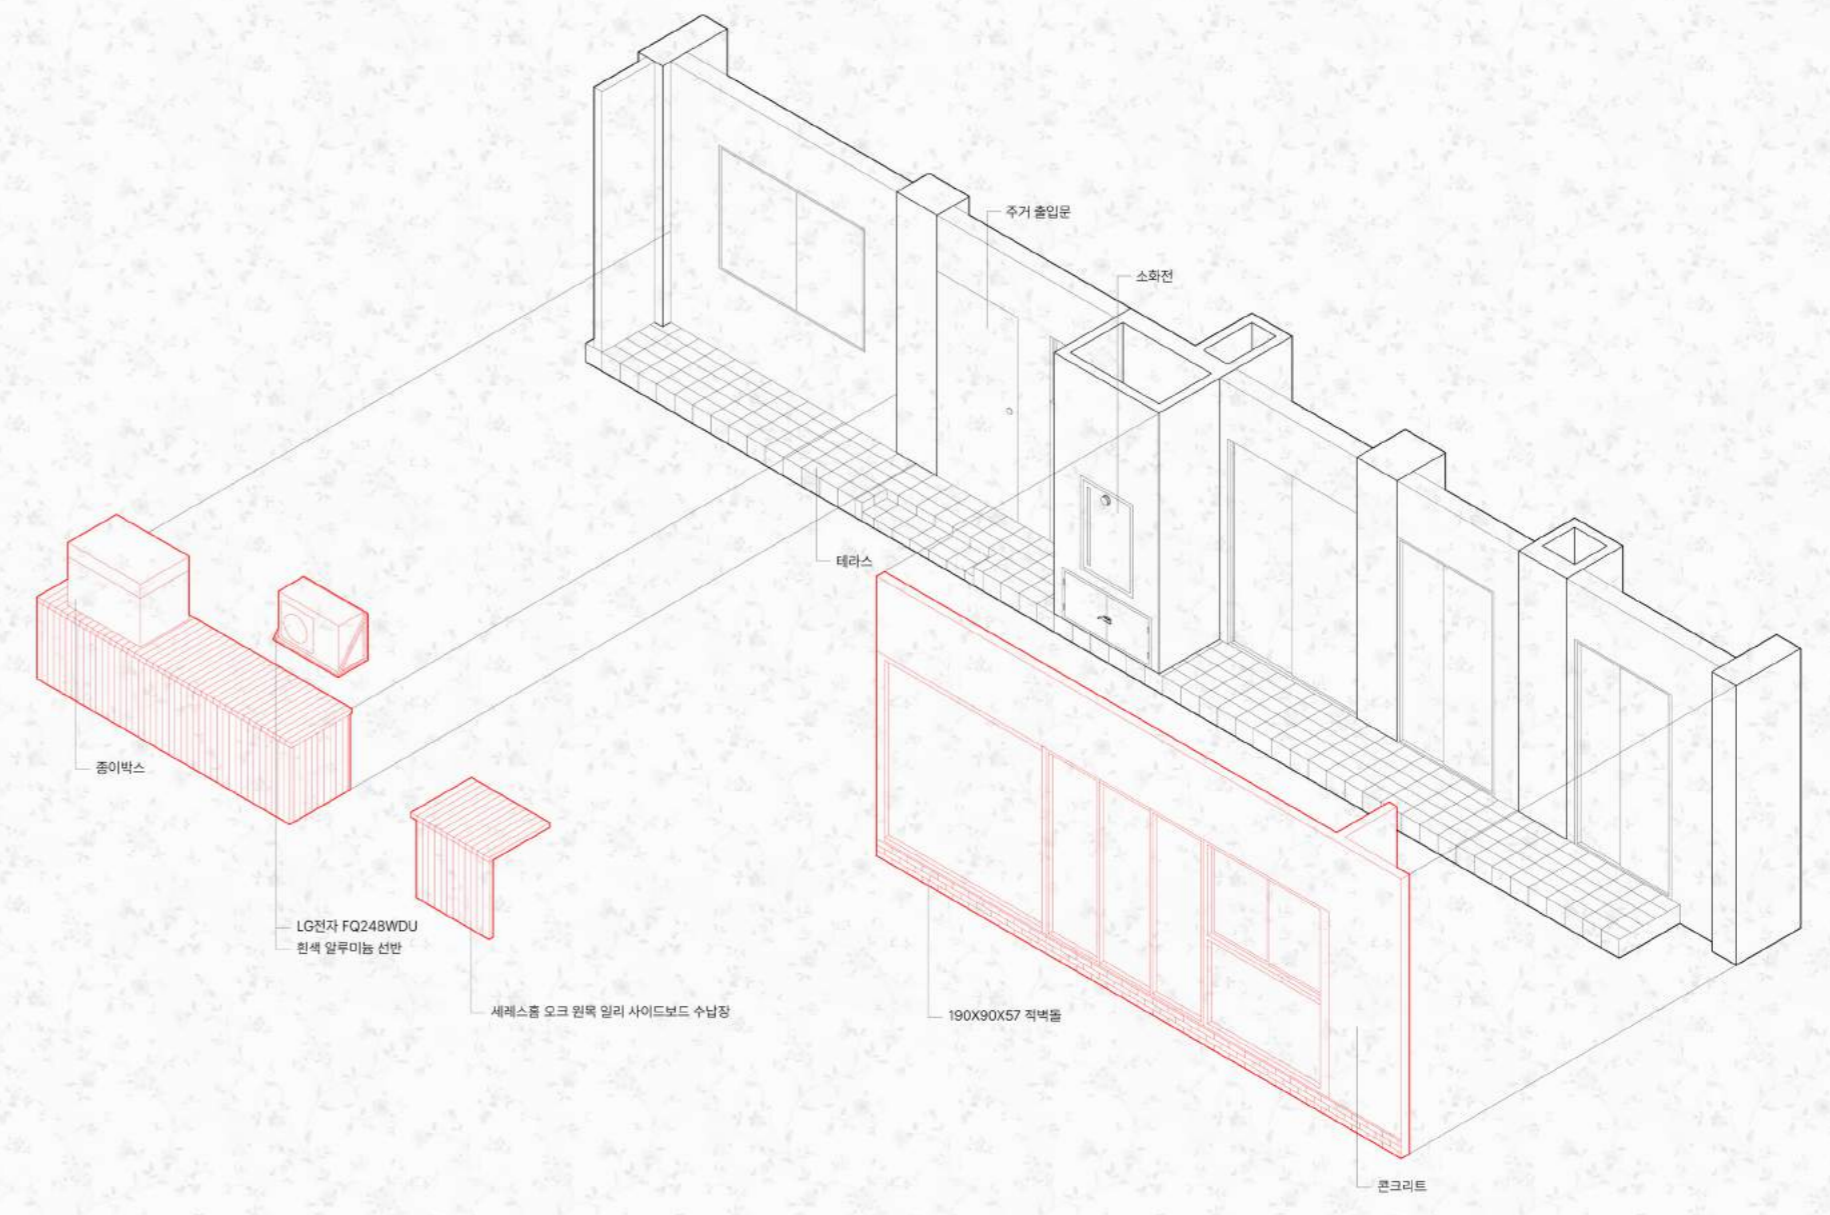 주거 출입문
소화전
테라스
종이박스
LG전자 FQ248WDU
흰색 알루미늄 선반
세레스홈 오크 원목 일리 사이드보드 수납장
190X90X57 적벽돌
콘크리트